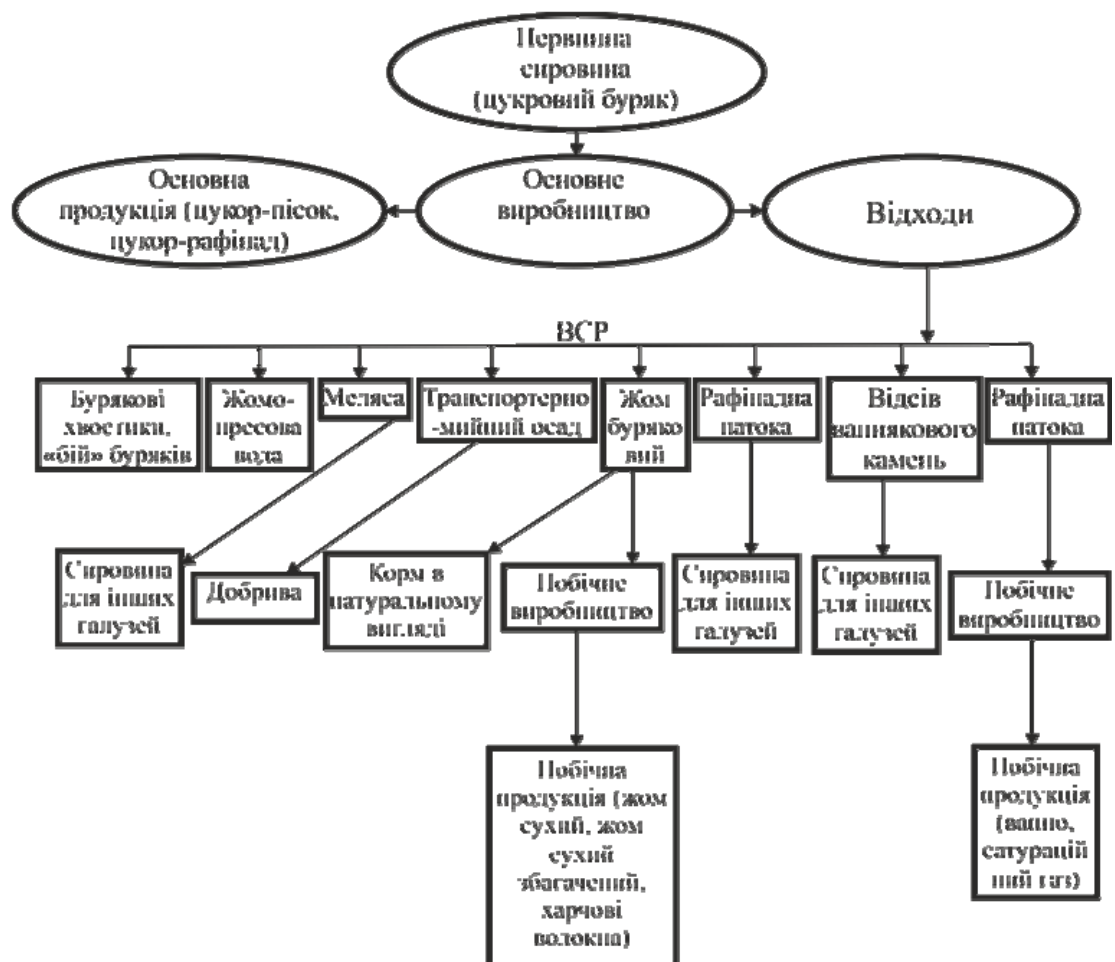 Первинна
сировина
(цукровий буряк)
Основна
продукція (цукор-пісок,
цукор-рафінад)
Основне
виробництво
Відходи
ВСР
Бурякові
хвостики,
«бій» буряків
Жомо-
пресова
вода
Меляса
Транспортерно
-мийний осад
Жом
буряко
вий
Рафінадна
патока
Відсів
вапнякового
камень
Рафінадна
патока
Сировина
для інших
галузей
Добрива
Корм в
натуральному
вигляді
Побічне
виробництво
Сировина
для інших
галузей
Сировина
для інших
галузей
Побічне
виробництво
Побічна
продукція (жом
сухий, жом
сухий
збагачений,
харчові
волокна)
Побічна
продукція
(вапно,
сатурацій
ний газ)